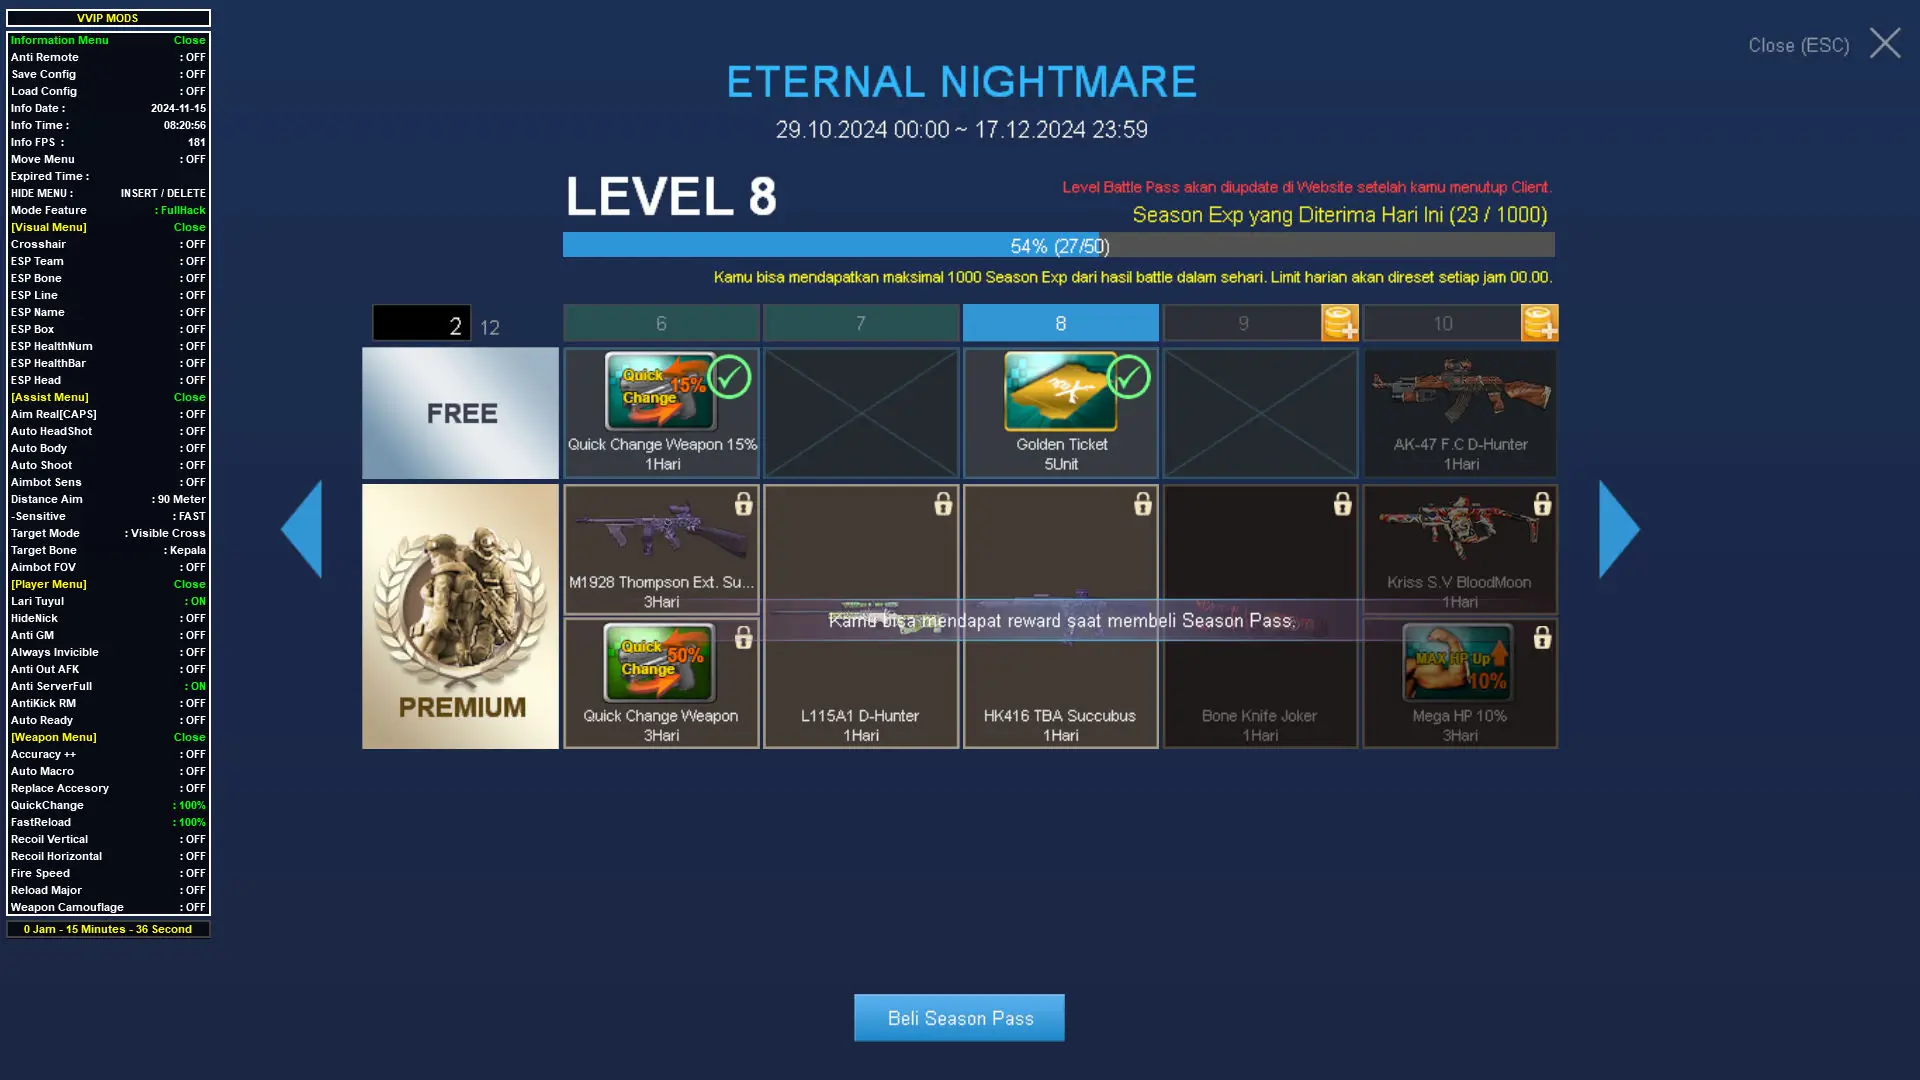 VVIP MODS
Information Menu Close
Anti Remote : OFF
Save Config : OFF
Load Config : OFF
Info Date : 2024-11-15
Info Time : 08:20:56
Info FPS : 181
Move Menu : OFF
Expired Time :
HIDE MENU : INSERT / DELETE
Mode Feature : FullHack
[Visual Menu] Close
Crosshair : OFF
ESP Team : OFF
ESP Bone : OFF
ESP Line : OFF
ESP Name : OFF
ESP Box : OFF
ESP HealthNum : OFF
ESP HealthBar : OFF
ESP Head : OFF
[Assist Menu] Close
Aim Real[CAPS] : OFF
Auto HeadShot : OFF
Auto Body : OFF
Auto Shoot : OFF
Aimbot Sens : OFF
Distance Aim : 90 Meter
-Sensitive : FAST
Target Mode : Visible Cross
Target Bone : Kepala
Aimbot FOV : OFF
[Player Menu] Close
Lari Tuyul : ON
HideNick : OFF
Anti GM : OFF
Always Invicible : OFF
Anti Out AFK : OFF
Anti ServerFull : ON
AntiKick RM : OFF
Auto Ready : OFF
[Weapon Menu] Close
Accuracy ++ : OFF
Auto Macro : OFF
Replace Accesory : OFF
QuickChange : 100%
FastReload : 100%
Recoil Vertical : OFF
Recoil Horizontal : OFF
Fire Speed : OFF
Reload Major : OFF
Weapon Camouflage : OFF
0 Jam - 15 Minutes - 36 Second
Close (ESC)
ETERNAL NIGHTMARE
29.10.2024 00:00 ~ 17.12.2024 23:59
LEVEL 8
Level Battle Pass akan diupdate di Website setelah kamu menutup Client.
Season Exp yang Diterima Hari Ini (23 / 1000)
54% (27/50)
Kamu bisa mendapatkan maksimal 1000 Season Exp dari hasil battle dalam sehari. Limit harian akan direset setiap jam 00.00.
2 12
6 7 8 9 10
FREE
Quick Change 15%
Quick Change Weapon 15%
1Hari
Golden Ticket
5Unit
AK-47 F.C D-Hunter
1Hari
PREMIUM
M1928 Thompson Ext. Su...
3Hari
Kriss S.V BloodMoon
1Hari
Kamu bisa mendapat reward saat membeli Season Pass.
Quick Change 50%
Quick Change Weapon
3Hari
L115A1 D-Hunter
1Hari
HK416 TBA Succubus
1Hari
Bone Knife Joker
1Hari
MAX HP Up 10%
Mega HP 10%
3Hari
Beli Season Pass